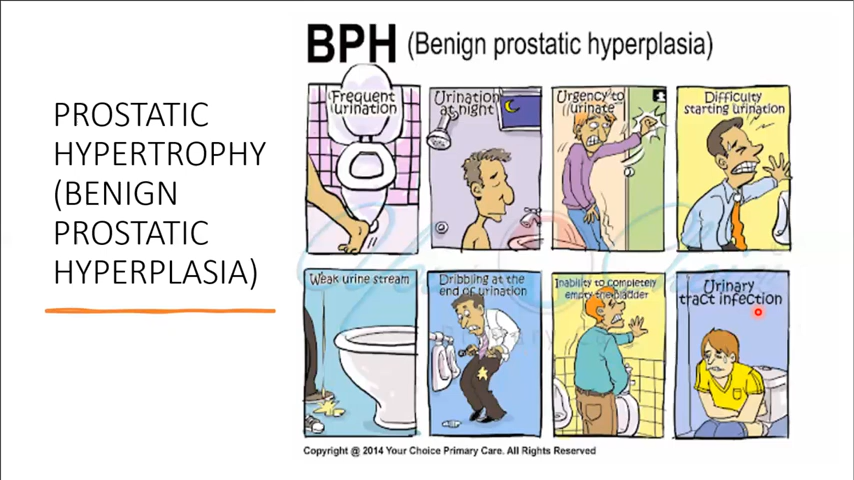 PROSTATIC
HYPERTROPHY
(BENIGN
PROSTATIC
HYPERPLASIA)
BPH (Benign prostatic hyperplasia)
Frequent
urination
Urination
at night
Urgency to
urinate
Difficulty
starting urination
Weak urine stream
Dribbling at the
end of urination
Inability to completely
empty the bladder
Urinary
tract infection
Copyright @ 2014 Your Choice Primary Care. All Rights Reserved